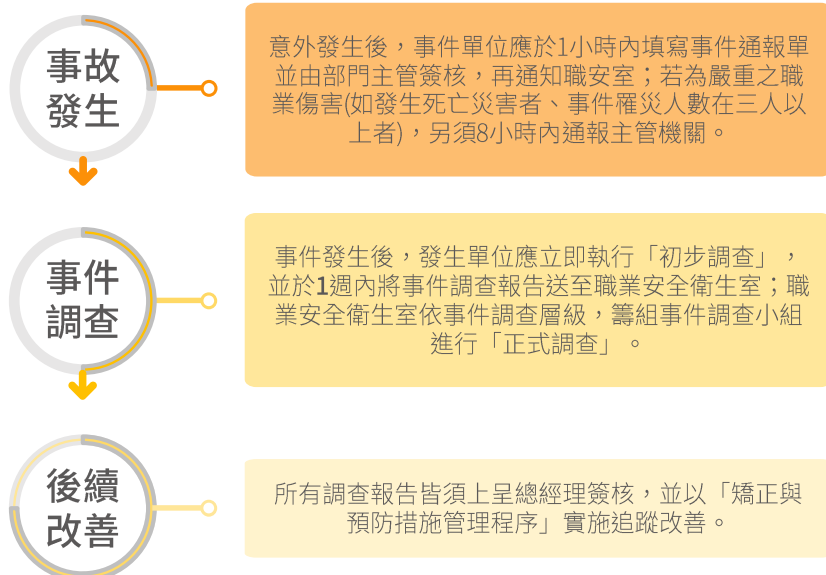 事故
發生
意外發生後，事件單位應於1小時內填寫事件通報單
並由部門主管簽核，再通知職安室；若為嚴重之職
業傷害(如發生死亡災害者、事件罹災人數在三人以
上者)，另須8小時內通報主管機關。
事件
調查
事件發生後，發生單位應立即執行「初步調查」，
並於1週內將事件調查報告送至職業安全衛生室；職
業安全衛生室依事件調查層級，籌組事件調查小組
進行「正式調查」。
後續
改善
所有調查報告皆須上呈總經理簽核，並以「矯正與
預防措施管理程序」實施追蹤改善。